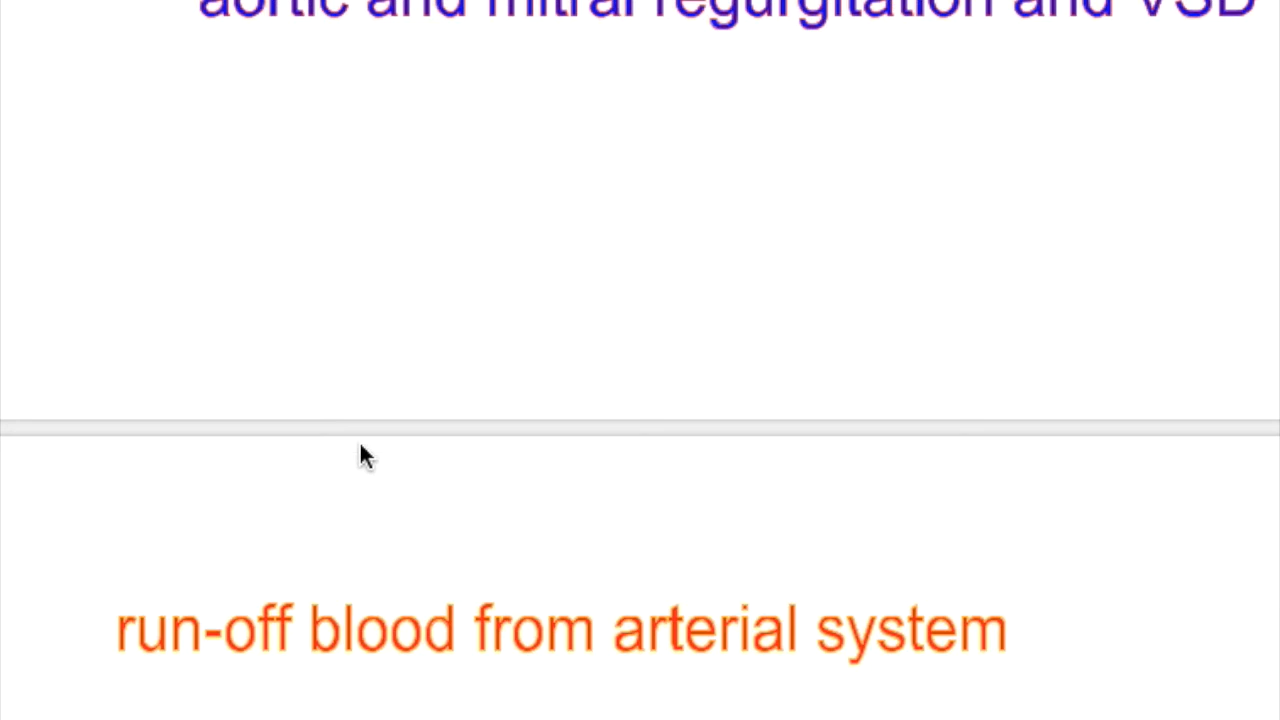 aortic and mitral regurgitation and VSD
run-off blood from arterial system